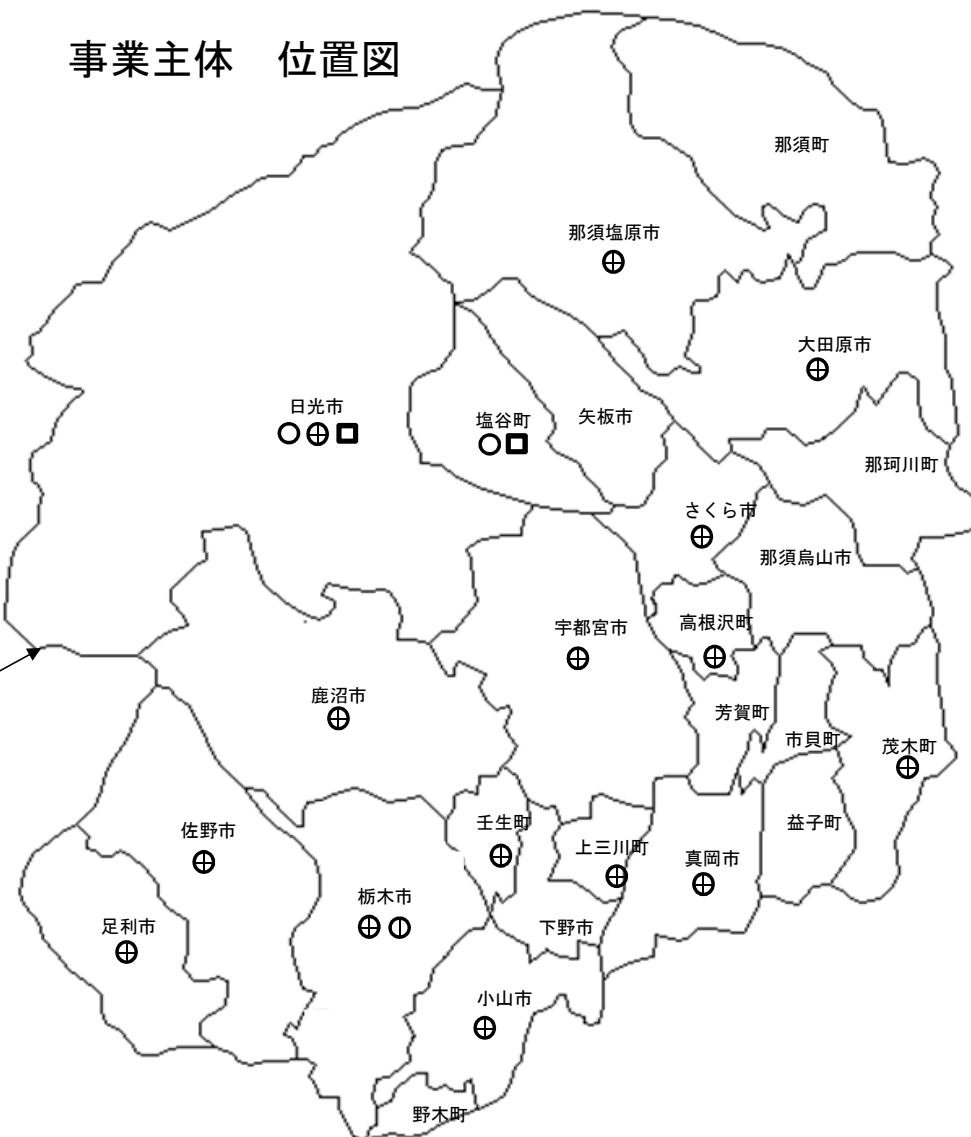 事業主体　位置図
那須町
那須塩原市
大田原市
日光市
塩谷町
矢板市
那珂川町
さくら市
那須烏山市
高根沢町
宇都宮市
鹿沼市
芳賀町
市貝町
茂木町
壬生町
佐野市
上三川町
益子町
真岡市
栃木市
足利市
下野市
小山市
野木町